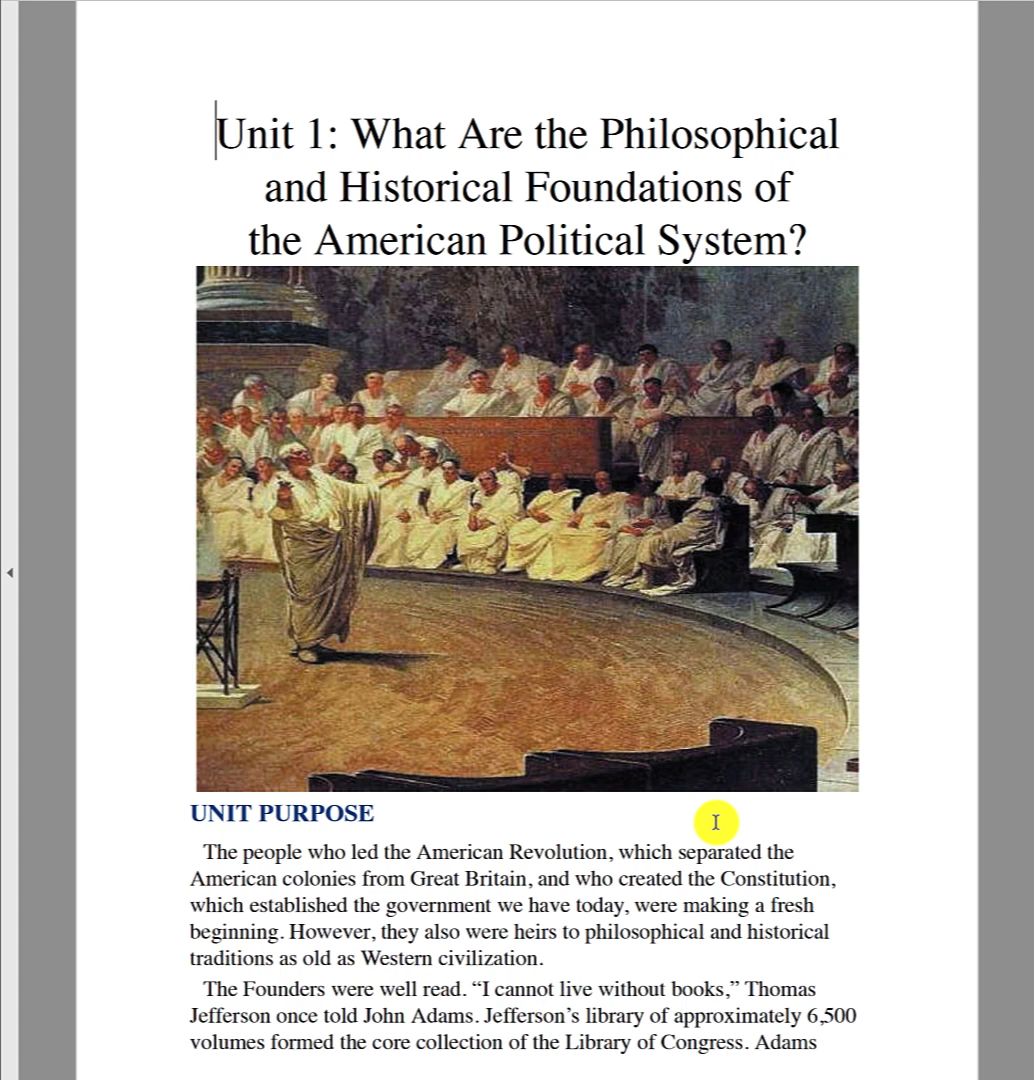 Unit 1: What Are the Philosophical
and Historical Foundations of
the American Political System?
UNIT PURPOSE
The people who led the American Revolution, which separated the
American colonies from Great Britain, and who created the Constitution,
which established the government we have today, were making a fresh
beginning. However, they also were heirs to philosophical and historical
traditions as old as Western civilization.
The Founders were well read. “I cannot live without books,” Thomas
Jefferson once told John Adams. Jefferson’s library of approximately 6,500
volumes formed the core collection of the Library of Congress. Adams